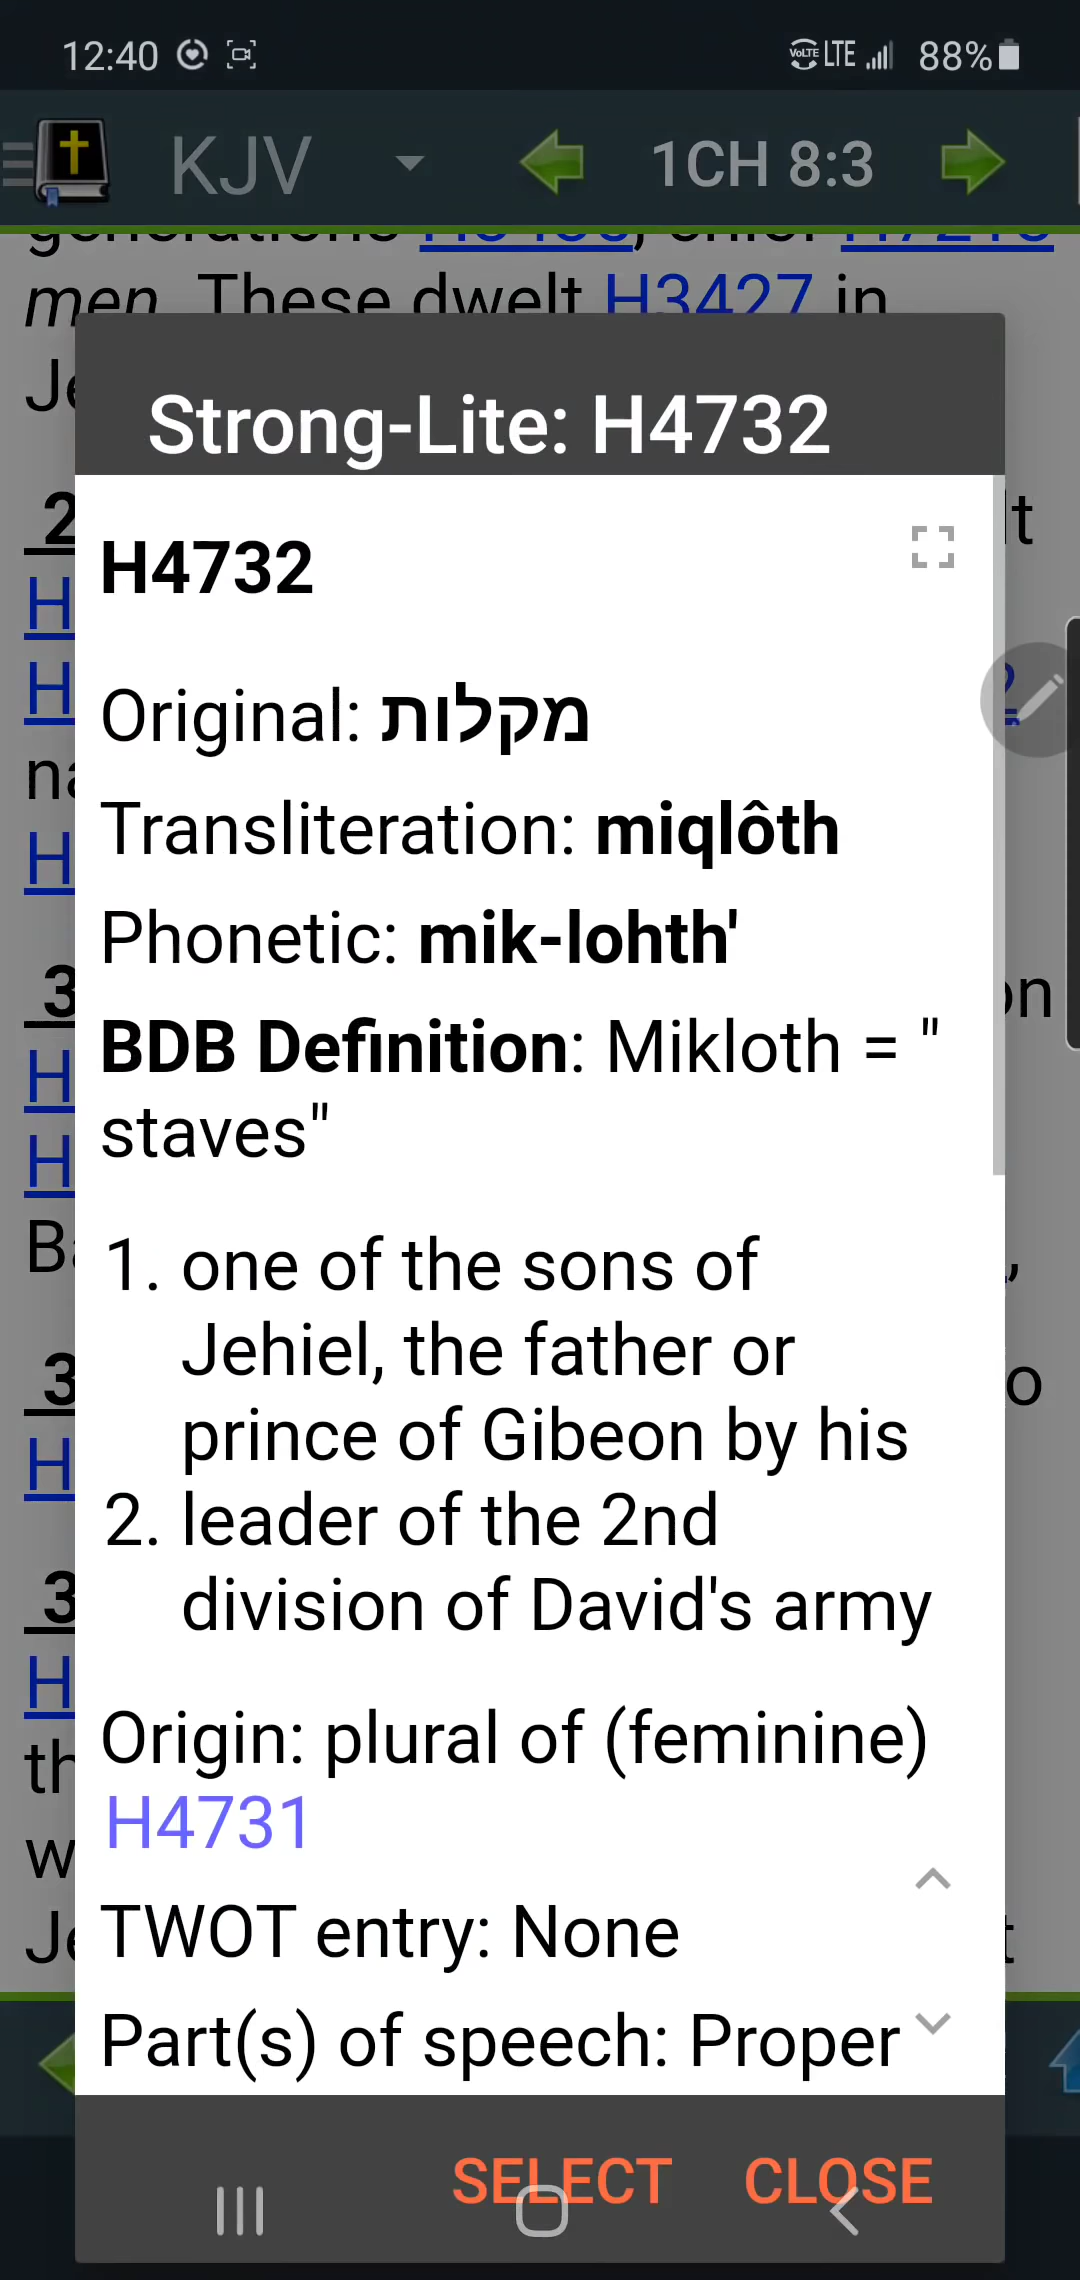 12:40 VoLTE LTE 88%
KJV 1CH 8:3
men These dwelt H3427 in
Strong-Lite: H4732
H4732
Original: מקלות
Transliteration: miqlôth
Phonetic: mik-lohth'
BDB Definition: Mikloth = "
staves"
1. one of the sons of
Jehiel, the father or
prince of Gibeon by his
2. leader of the 2nd
division of David's army
Origin: plural of (feminine)
H4731
TWOT entry: None
Part(s) of speech: Proper
SELECT CLOSE